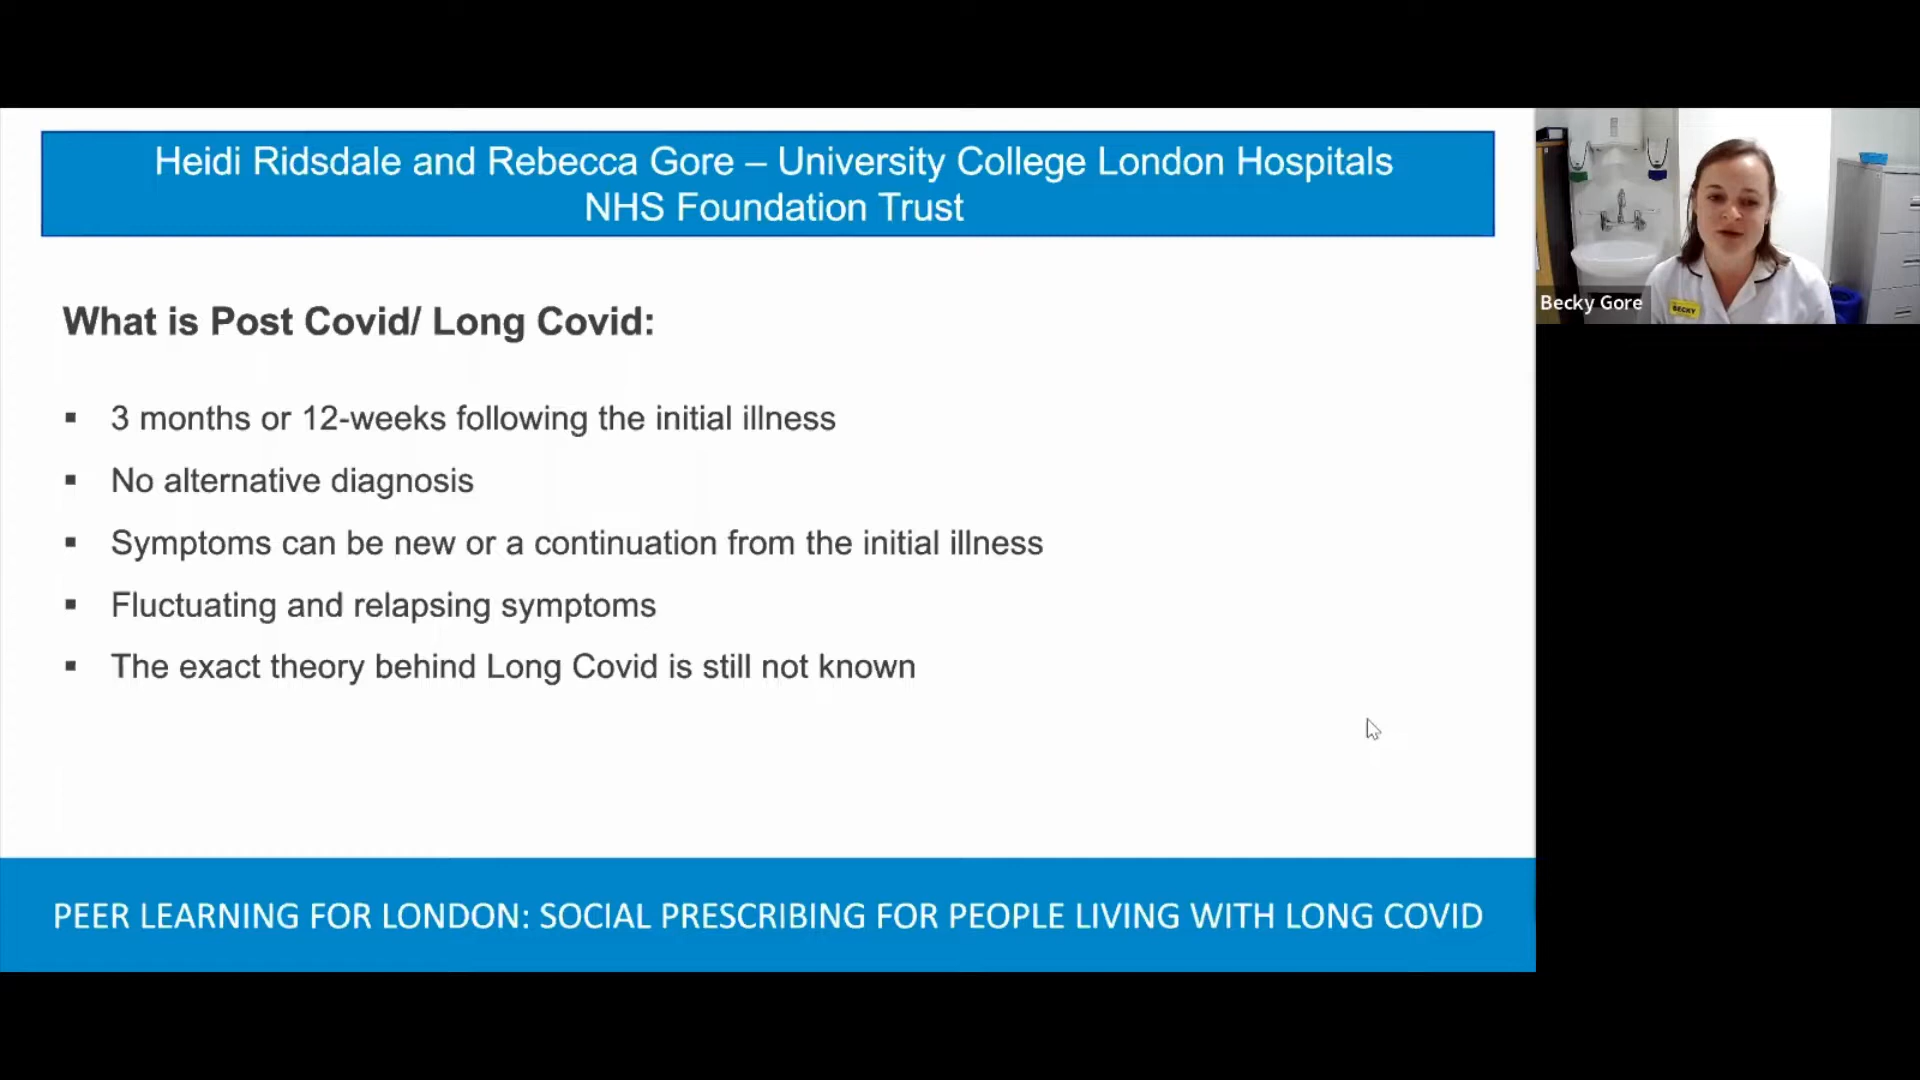 Heidi Ridsdale and Rebecca Gore – University College London Hospitals
NHS Foundation Trust
What is Post Covid/ Long Covid:
▪ 3 months or 12-weeks following the initial illness
▪ No alternative diagnosis
▪ Symptoms can be new or a continuation from the initial illness
▪ Fluctuating and relapsing symptoms
▪ The exact theory behind Long Covid is still not known
PEER LEARNING FOR LONDON: SOCIAL PRESCRIBING FOR PEOPLE LIVING WITH LONG COVID
Becky Gore
BECKY